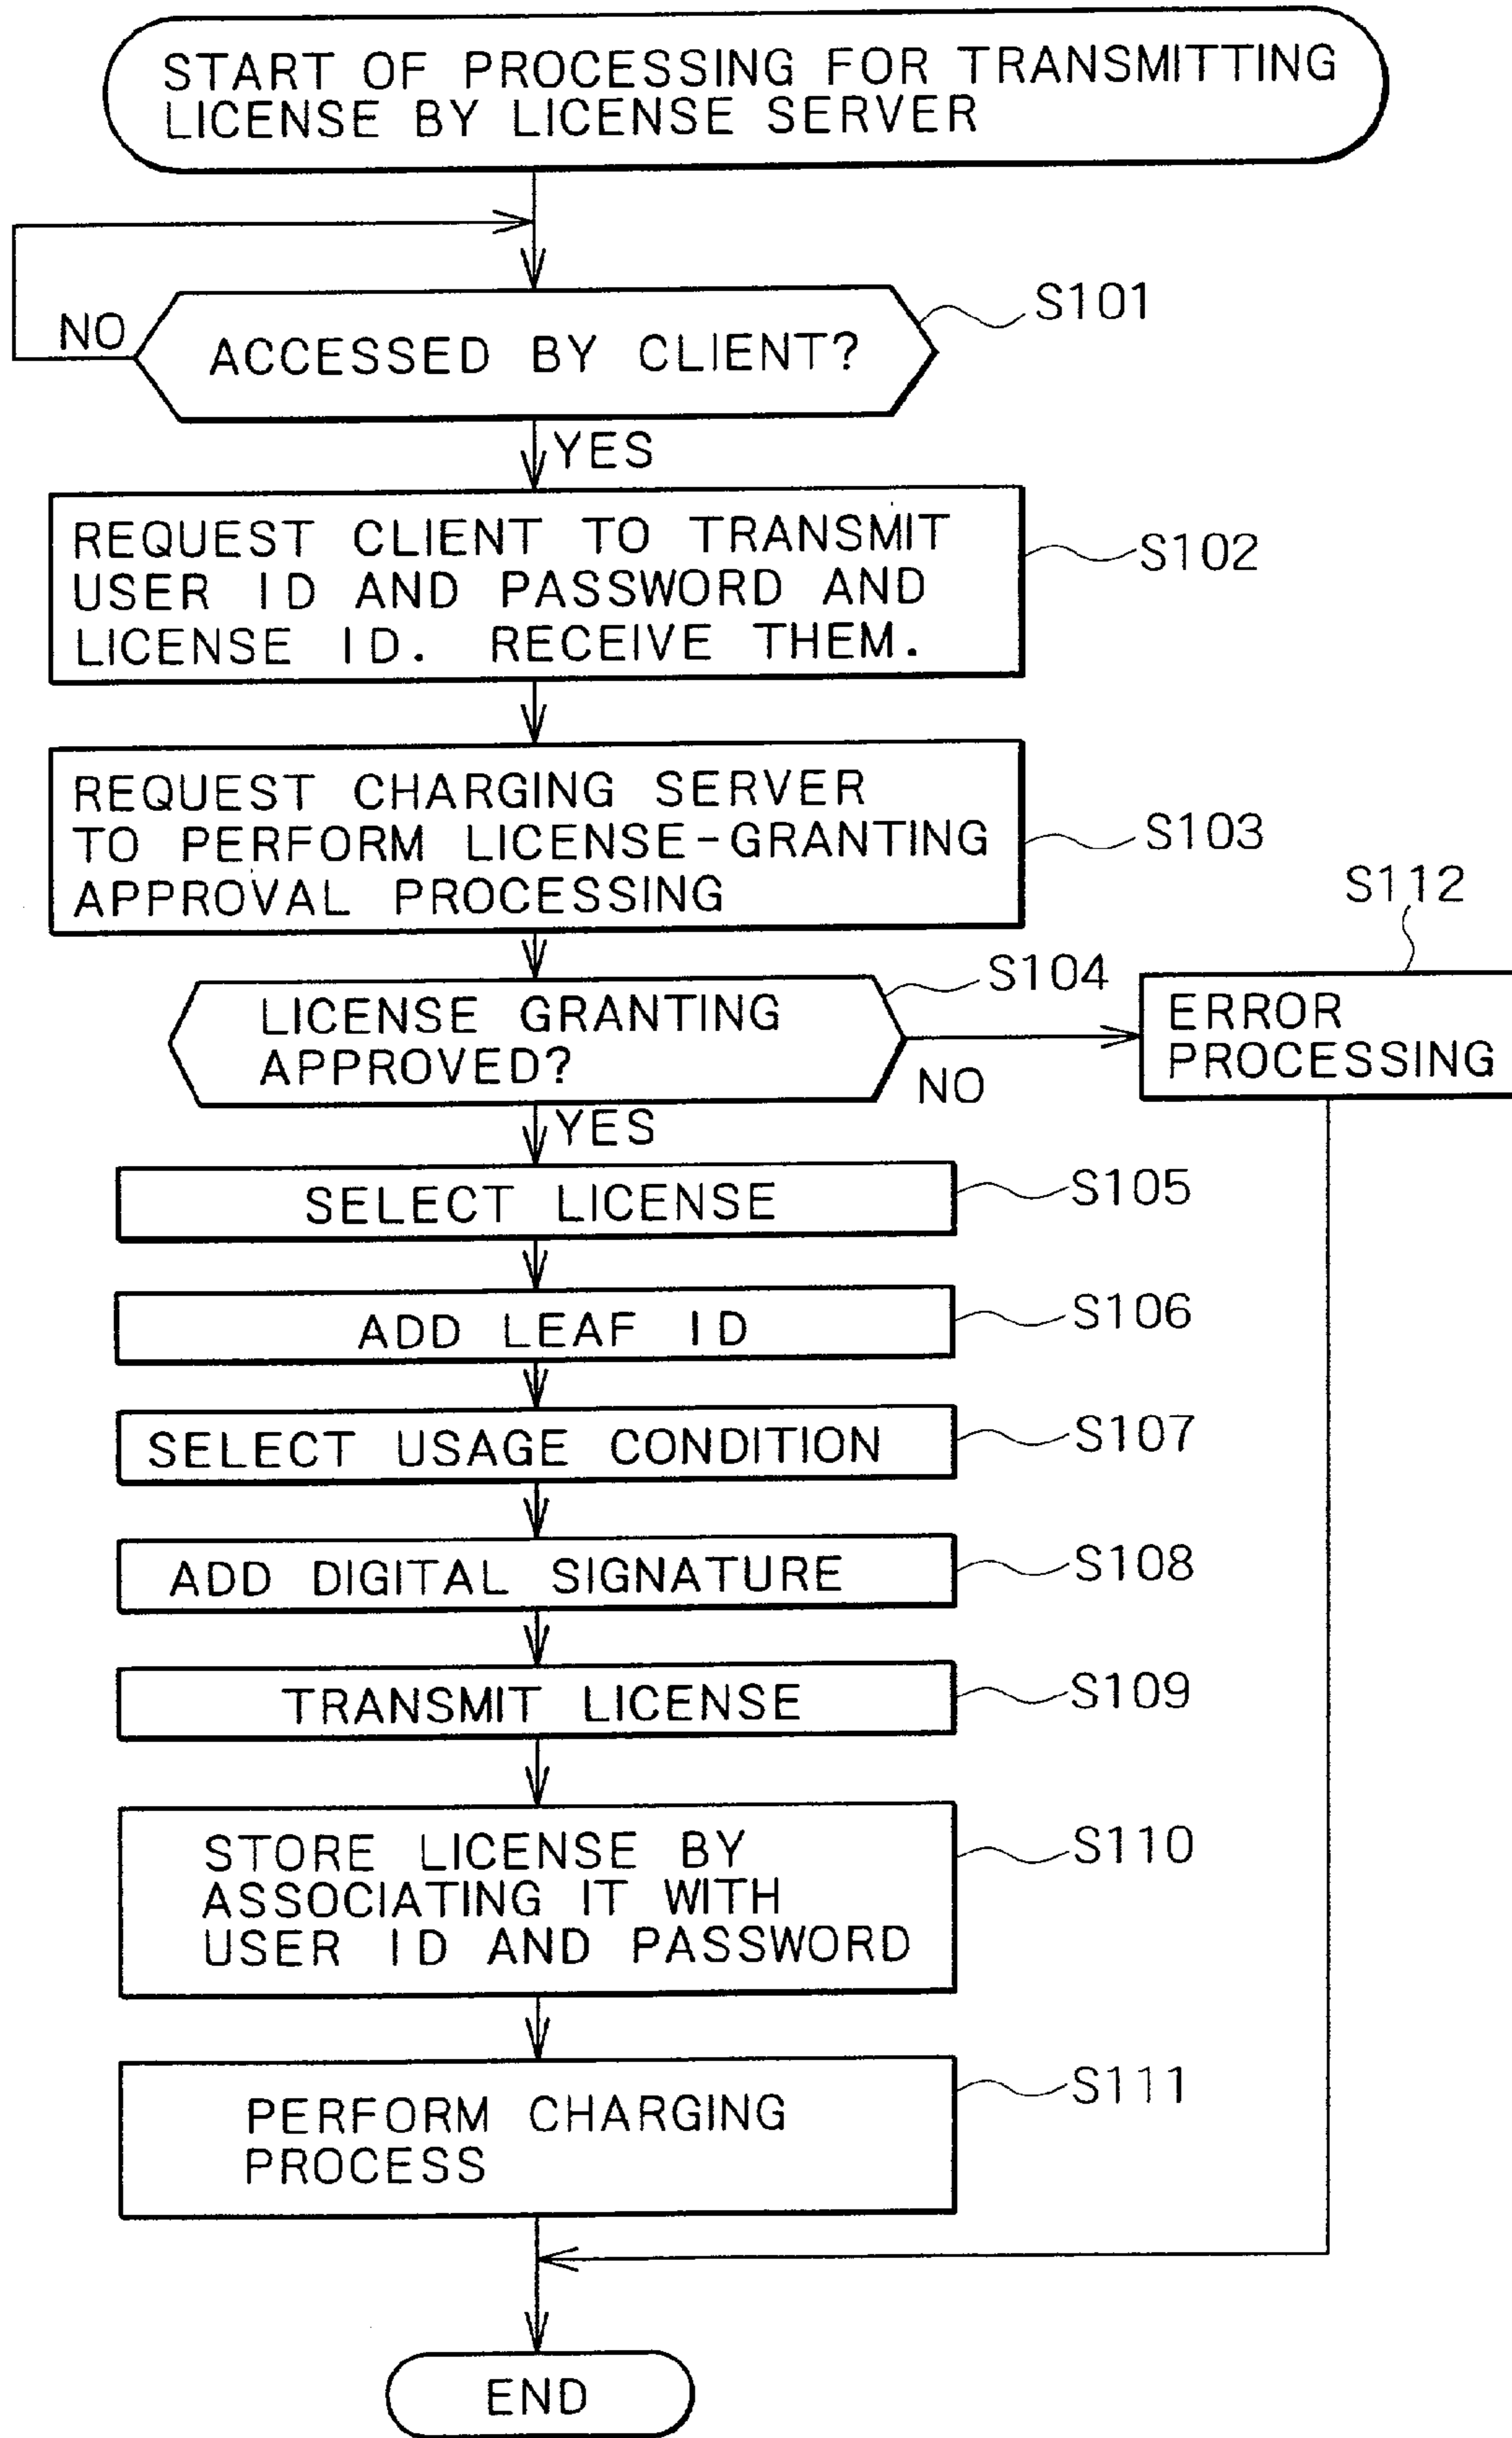 START OF PROCESSING FOR TRANSMITTING
LICENSE BY LICENSE SERVER
NO
ACCESSED BY CLIENT?
S101
YES
REQUEST CLIENT TO TRANSMIT
USER ID AND PASSWORD AND
LICENSE ID. RECEIVE THEM.
S102
REQUEST CHARGING SERVER
TO PERFORM LICENSE-GRANTING
APPROVAL PROCESSING
S103
LICENSE GRANTING
APPROVED?
S104
NO
S112
ERROR
PROCESSING
YES
SELECT LICENSE
S105
ADD LEAF ID
S106
SELECT USAGE CONDITION
S107
ADD DIGITAL SIGNATURE
S108
TRANSMIT LICENSE
S109
STORE LICENSE BY
ASSOCIATING IT WITH
USER ID AND PASSWORD
S110
PERFORM CHARGING
PROCESS
S111
END